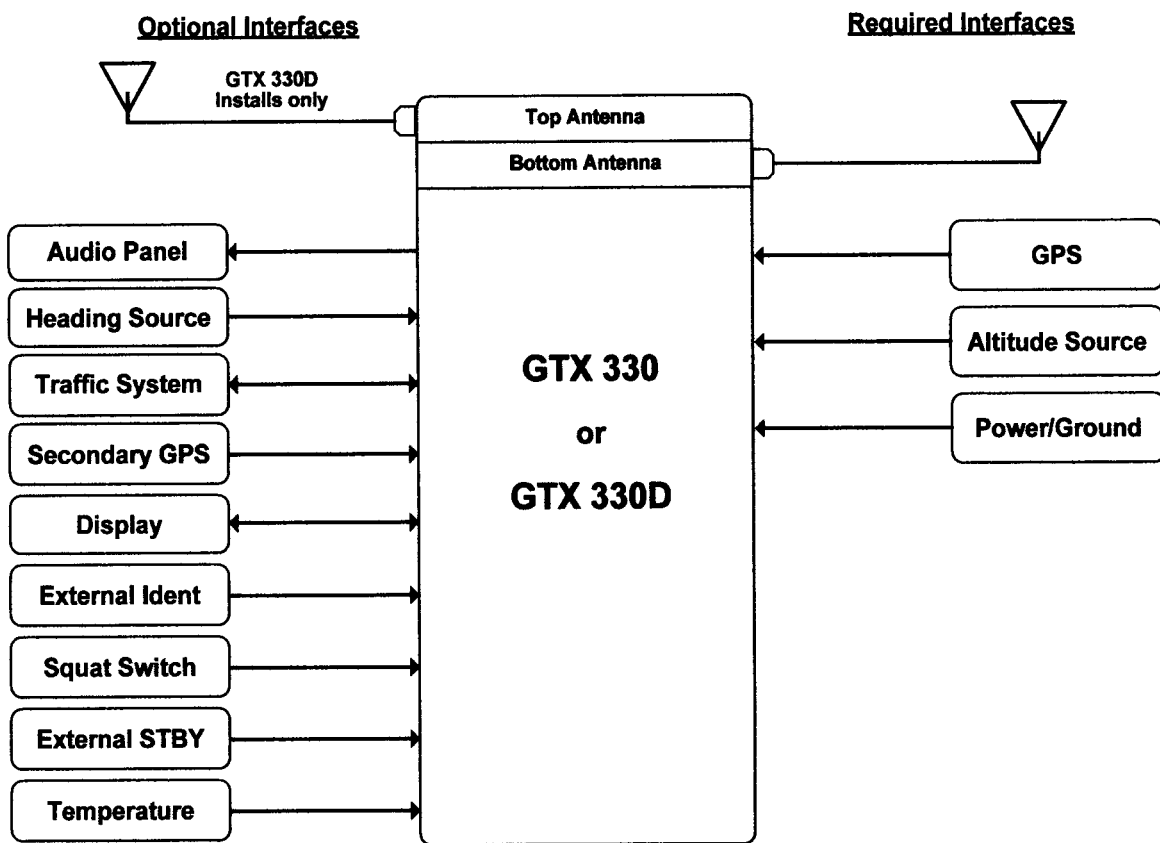 Optional Interfaces
Required Interfaces
GTX 330D
Installs only
Top Antenna
Bottom Antenna
Audio Panel
Heading Source
Traffic System
Secondary GPS
Display
External Ident
Squat Switch
External STBY
Temperature
GTX 330
or
GTX 330D
GPS
Altitude Source
Power/Ground